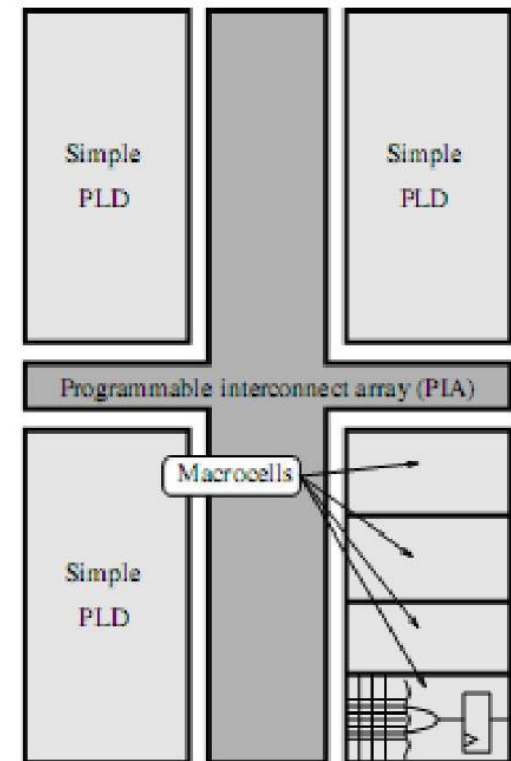 Simple
PLD
Simple
PLD
Programmable interconnect array (PIA)
Macrocells
Simple
PLD